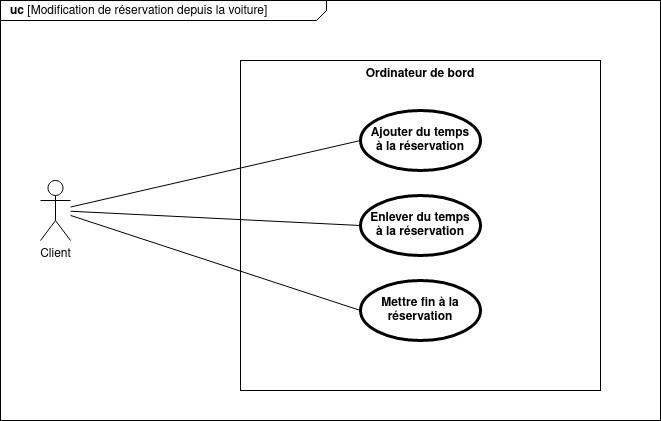 uc [Modification de réservation depuis la voiture]
Ordinateur de bord
Ajouter du temps
à la réservation
Enlever du temps
à la réservation
Mettre fin à la
réservation
Client